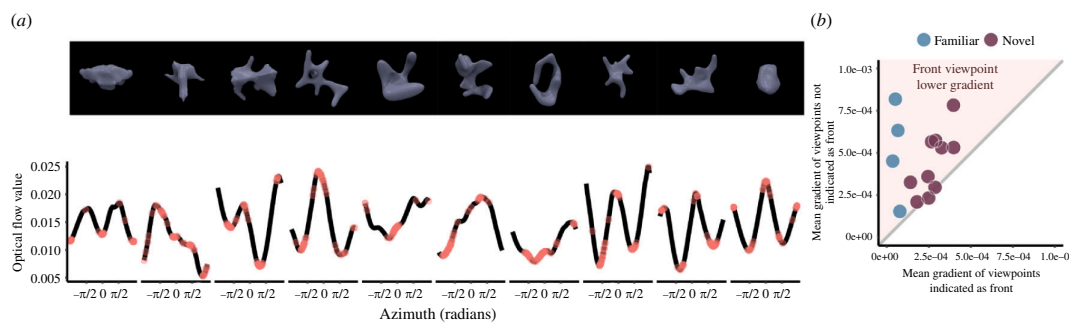 (a)
(b)
Familiar Novel
Front viewpoint
lower gradient
Mean gradient of viewpoints not
indicated as front
1.0e−03
7.5e−04
5.0e−04
2.5e−04
0e+00
0e+00 2.5e−04 5.0e−04 7.5e−04 1.0e−03
Mean gradient of viewpoints
indicated as front
Optical flow value
0.025
0.020
0.015
0.010
0.005
−π/2 0 π/2 −π/2 0 π/2 −π/2 0 π/2 −π/2 0 π/2 −π/2 0 π/2 −π/2 0 π/2 −π/2 0 π/2 −π/2 0 π/2 −π/2 0 π/2 −π/2 0 π/2
Azimuth (radians)